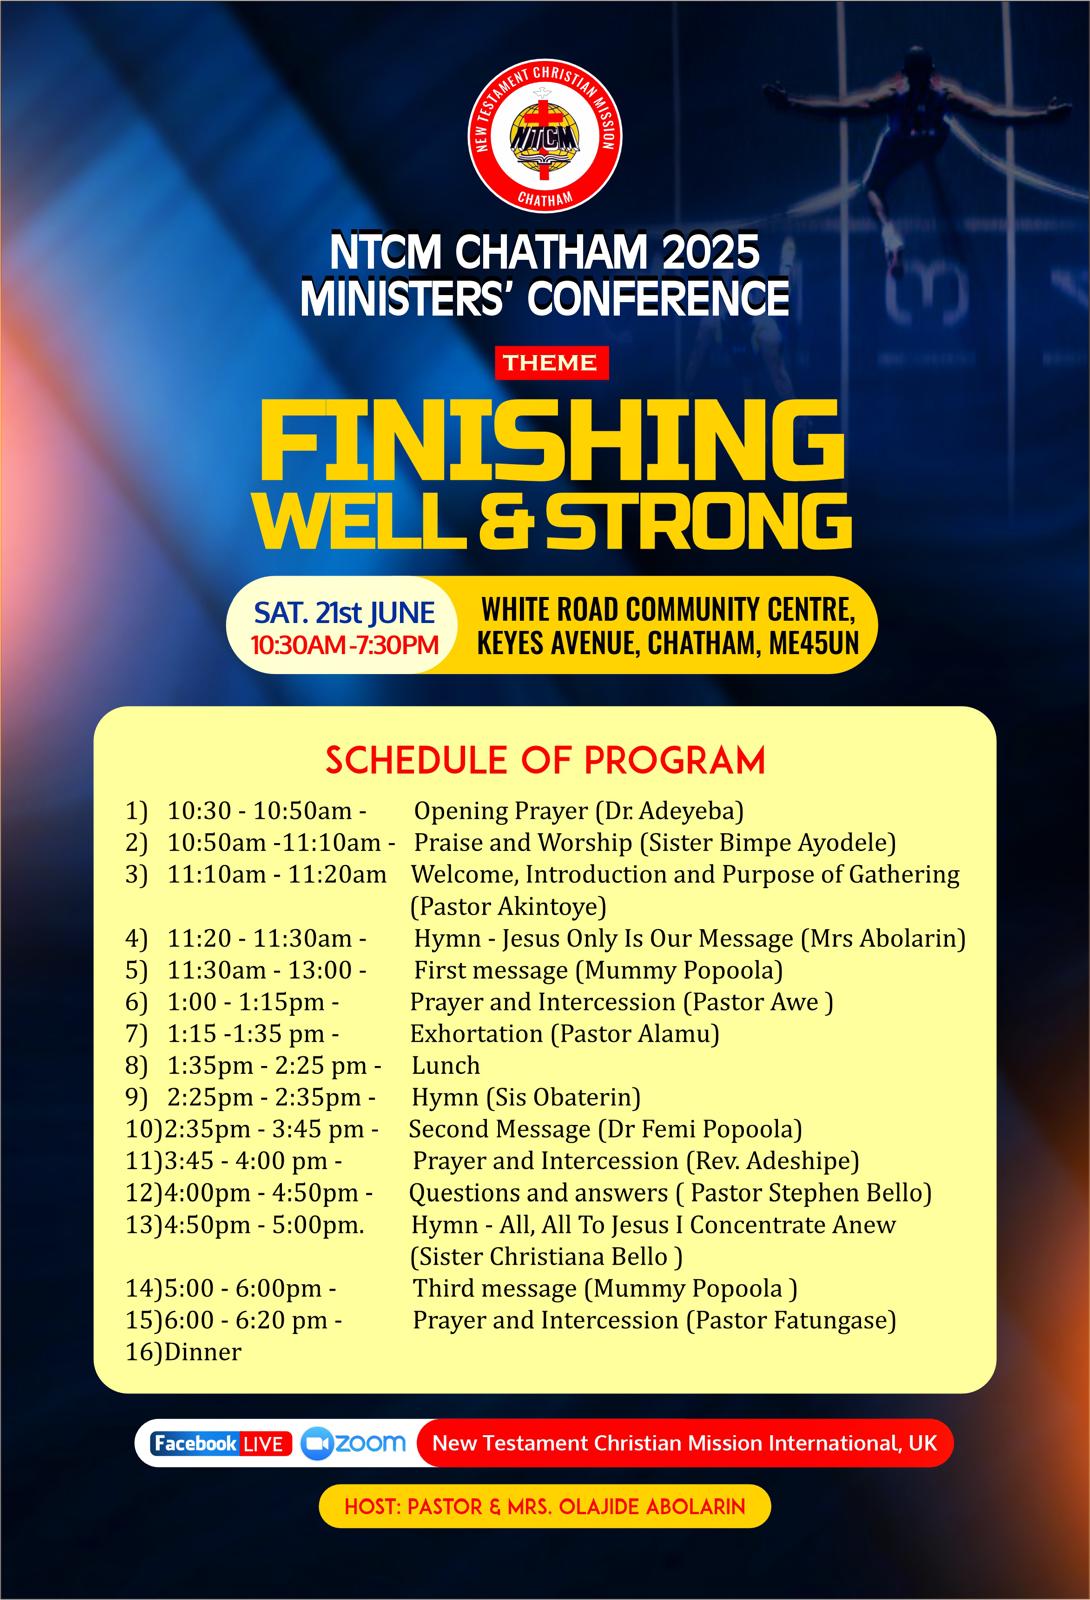 NEW TESTAMENT CHRISTIAN MISSION
NTCM
CHATHAM
NTCM CHATHAM 2025
MINISTERS' CONFERENCE
THEME
FINISHING
WELL & STRONG
SAT. 21st JUNE
10:30AM -7:30PM
WHITE ROAD COMMUNITY CENTRE,
KEYES AVENUE, CHATHAM, ME45UN
SCHEDULE OF PROGRAM
1) 10:30 - 10:50am - Opening Prayer (Dr. Adeyeba)
2) 10:50am -11:10am - Praise and Worship (Sister Bimpe Ayodele)
3) 11:10am - 11:20am Welcome, Introduction and Purpose of Gathering
(Pastor Akintoye)
4) 11:20 - 11:30am - Hymn - Jesus Only Is Our Message (Mrs Abolarin)
5) 11:30am - 13:00 - First message (Mummy Popoola)
6) 1:00 - 1:15pm - Prayer and Intercession (Pastor Awe )
7) 1:15 -1:35 pm - Exhortation (Pastor Alamu)
8) 1:35pm - 2:25 pm - Lunch
9) 2:25pm - 2:35pm - Hymn (Sis Obaterin)
10)2:35pm - 3:45 pm - Second Message (Dr Femi Popoola)
11)3:45 - 4:00 pm - Prayer and Intercession (Rev. Adeshipe)
12)4:00pm - 4:50pm - Questions and answers ( Pastor Stephen Bello)
13)4:50pm - 5:00pm. Hymn - All, All To Jesus I Concentrate Anew
(Sister Christiana Bello )
14)5:00 - 6:00pm - Third message (Mummy Popoola )
15)6:00 - 6:20 pm - Prayer and Intercession (Pastor Fatungase)
16)Dinner
Facebook LIVE zoom New Testament Christian Mission International, UK
HOST: PASTOR & MRS. OLAJIDE ABOLARIN
3